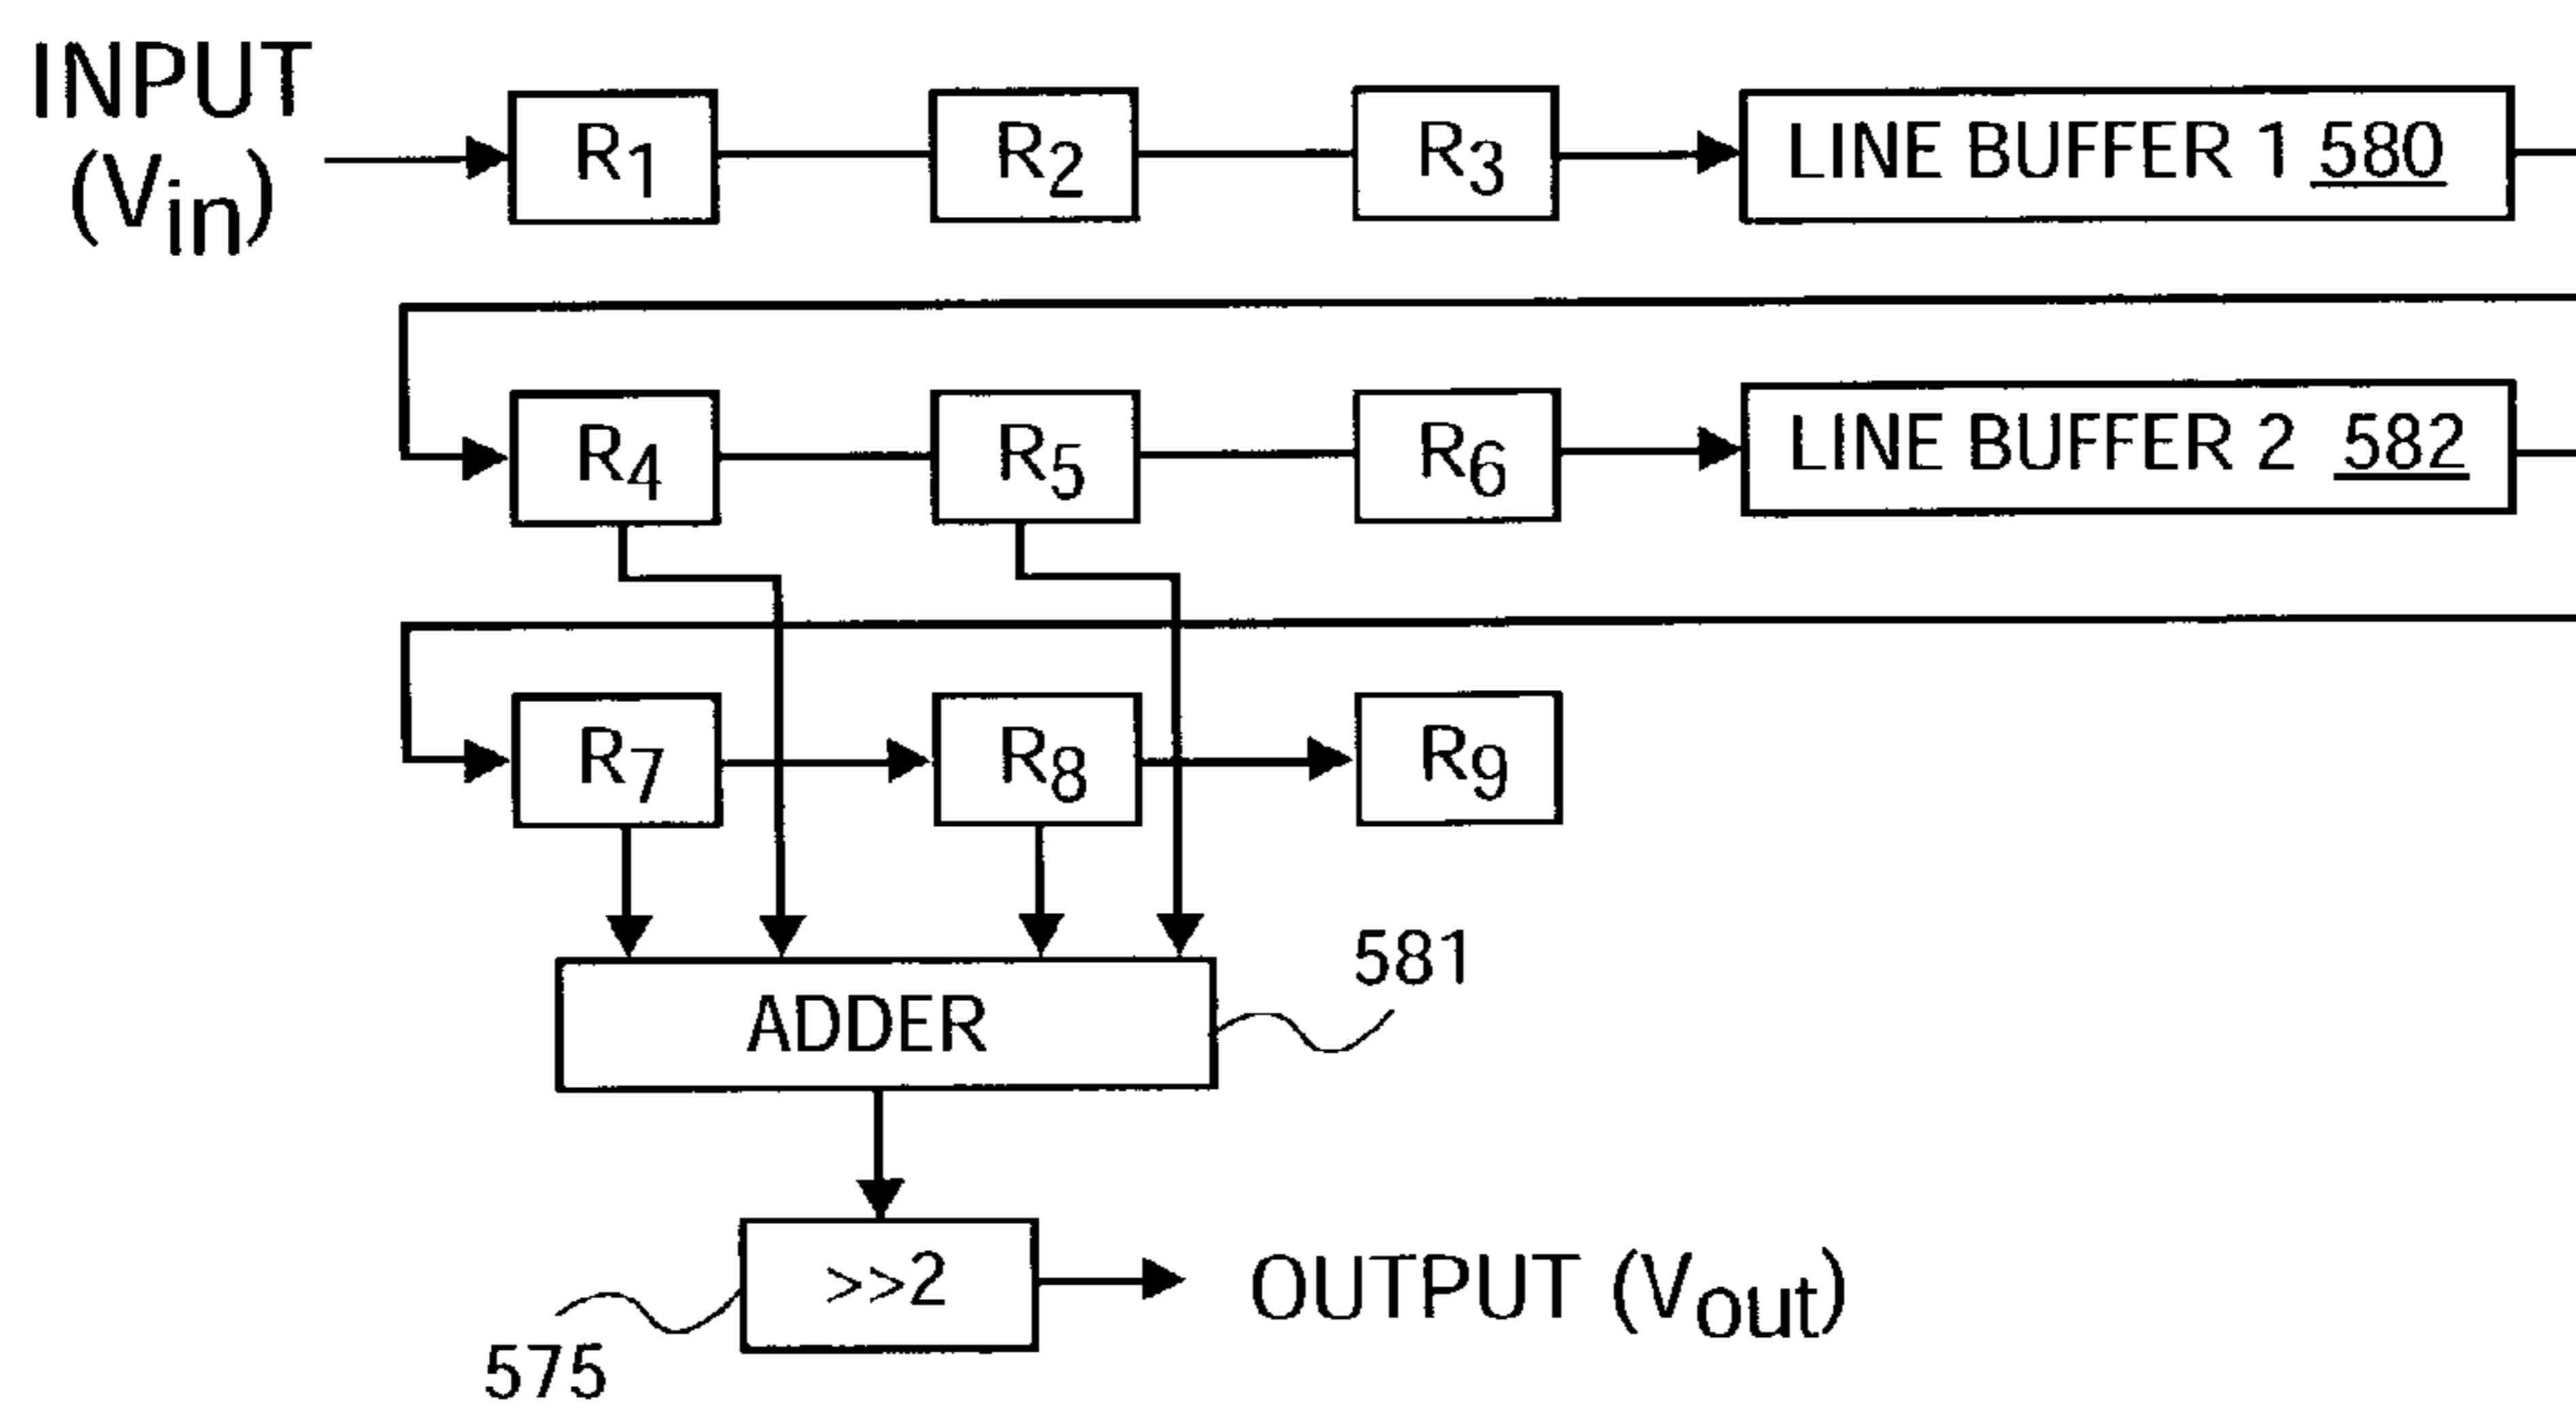 INPUT
(Vin)
R1 R2 R3 LINE BUFFER 1 580
R4 R5 R6 LINE BUFFER 2 582
R7 R8 R9
581
ADDER
>>2 OUTPUT (Vout)
575